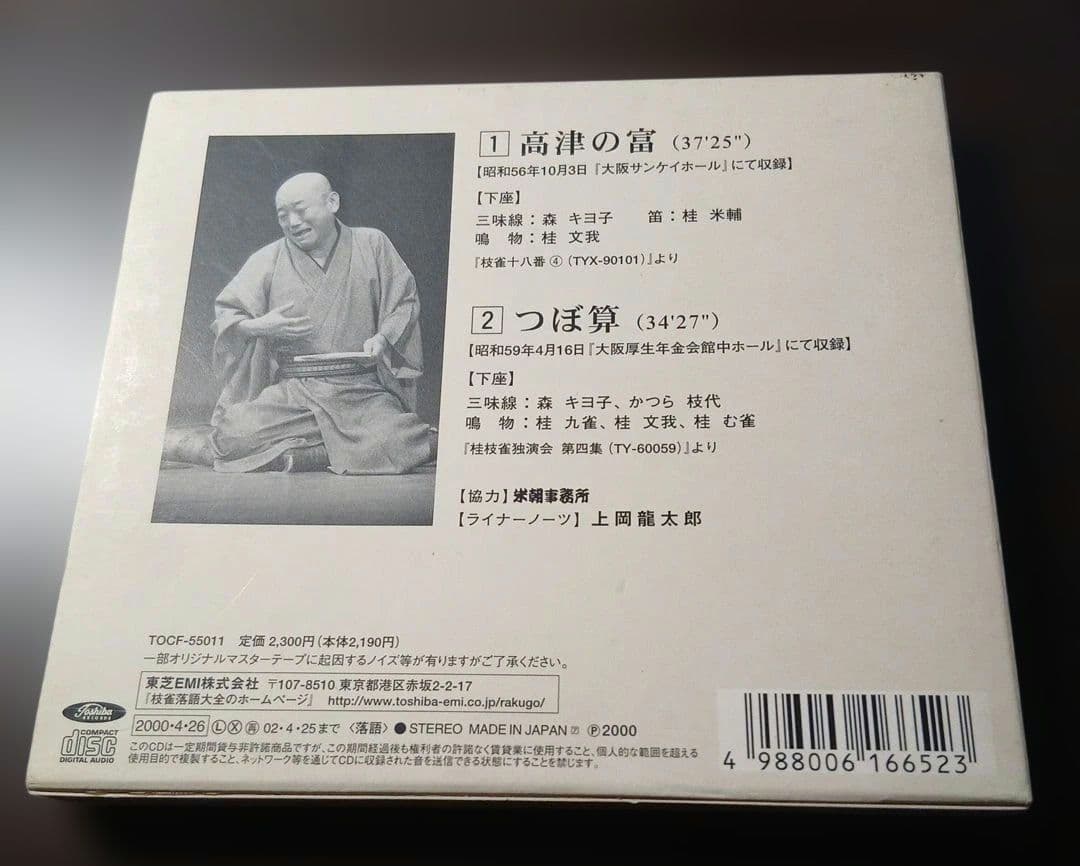 1 高津の富（37'25"）
【昭和56年10月3日『大阪サンケイホール』にて収録】
【下座】
三味線：森 キヨ子　笛：桂 米輔
鳴 物：桂 文我
『枝雀十八番④（TYX-90101）』より
2 つぼ算（34'27"）
【昭和59年4月16日『大阪厚生年金会館中ホール』にて収録】
【下座】
三味線：森 キヨ子、かつら 枝代
鳴 物：桂 九雀、桂 文我、桂 む雀
『桂枝雀独演会 第四集（TY-60059）』より
【協力】米朝事務所
【ライナーノーツ】上岡龍太郎
TOCF-55011　定価 2,300円（本体2,190円）
一部オリジナルマスターテープに起因するノイズ等が有りますがご了承ください。
東芝EMI株式会社 〒107-8510 東京都港区赤坂2-2-17
『枝雀落語大全のホームページ』 http://www.toshiba-emi.co.jp/rakugo/
Toshiba
RECORDS
2000・4・26 Ⓛ Ⓧ 再 02・4・25まで〈落語〉●STEREO MADE IN JAPAN ℗2000
COMPACT
disc
DIGITAL AUDIO
このCDは一定期間貸与非許諾商品ですが、この期間経過後も権利者の許諾なく賃貸業に使用すること、個人的な範囲を超える
使用目的で複製すること、ネットワーク等を通じてCDに収録された音を送信できる状態にすることを禁じます。
4 988006 166523